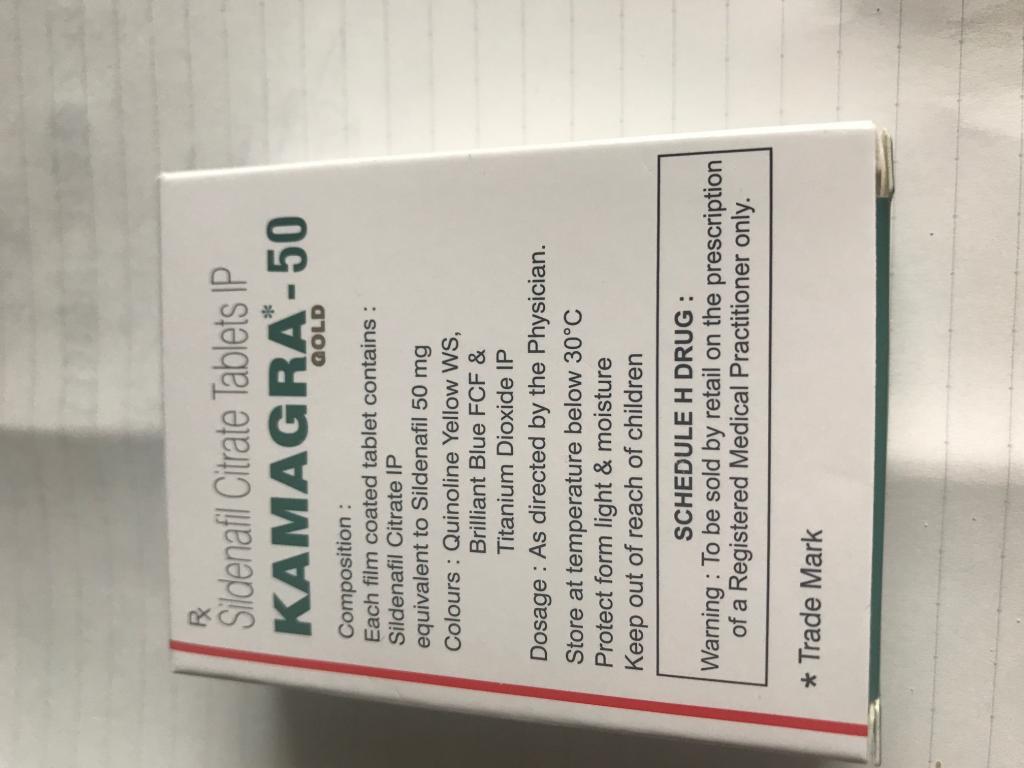 Rx
Sildenafil Citrate Tablets IP
KAMAGRA* - 50
GOLD
Composition :
Each film coated tablet contains :
Sildenafil Citrate IP
equivalent to Sildenafil 50 mg
Colours : Quinoline Yellow WS,
Brilliant Blue FCF &
Titanium Dioxide IP
Dosage : As directed by the Physician.
Store at temperature below 30°C
Protect form light & moisture
Keep out of reach of children
SCHEDULE H DRUG :
Warning : To be sold by retail on the prescription
of a Registered Medical Practitioner only.
* Trade Mark